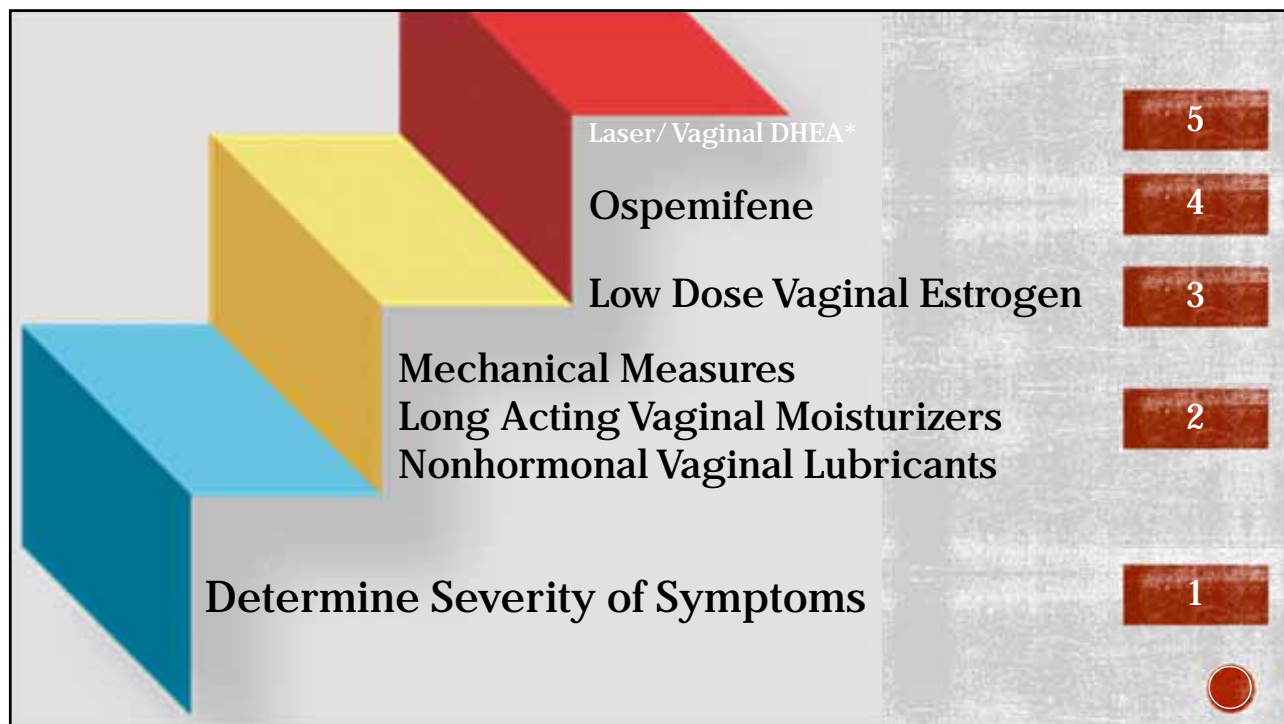 Laser/ Vaginal DHEA*
5
Ospemifene
4
Low Dose Vaginal Estrogen
3
Mechanical Measures
Long Acting Vaginal Moisturizers
2
Nonhormonal Vaginal Lubricants
Determine Severity of Symptoms
1